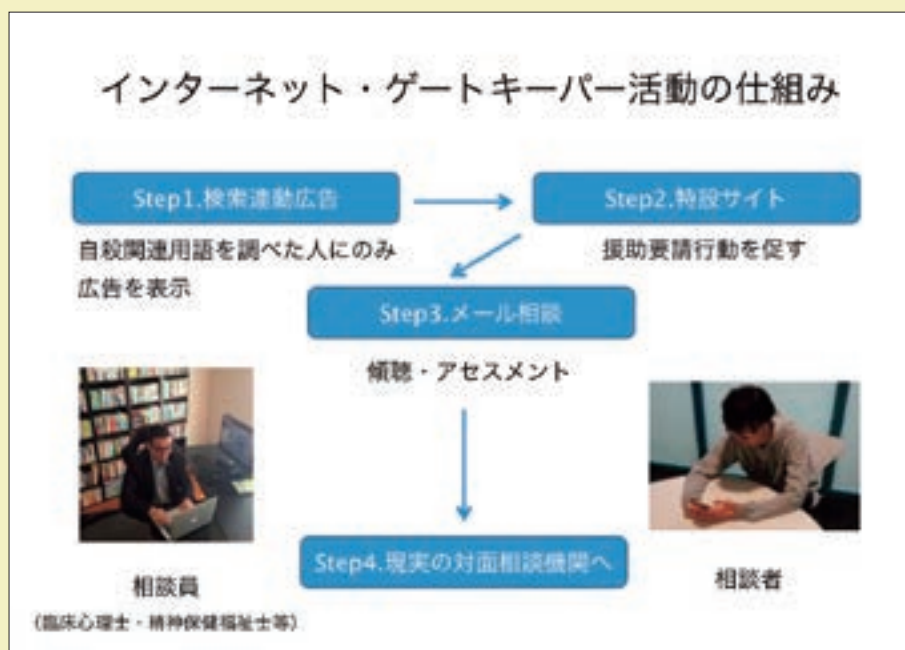 インターネット・ゲートキーパー活動の仕組み
Step1.検索連動広告
Step2.特設サイト
自殺関連用語を調べた人にのみ
広告を表示
援助要請行動を促す
Step3.メール相談
傾聴・アセスメント
Step4.現実の対面相談機関へ
相談員
(臨床心理士・精神保健福祉士等)
相談者